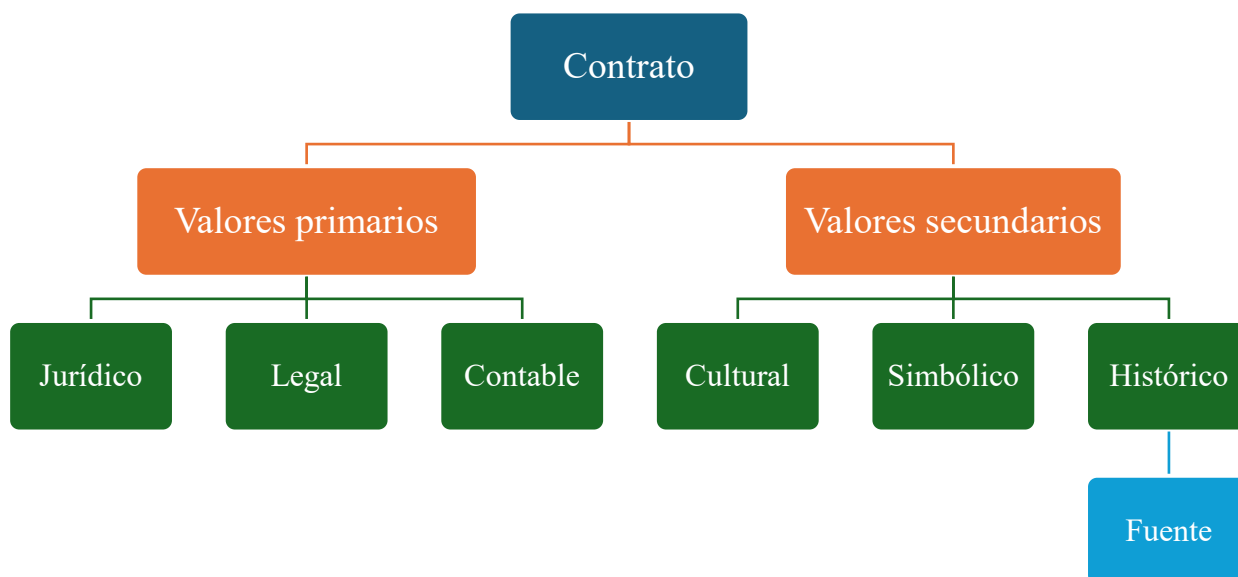 Contrato
Valores primarios
Valores secundarios
Jurídico
Legal
Contable
Cultural
Simbólico
Histórico
Fuente